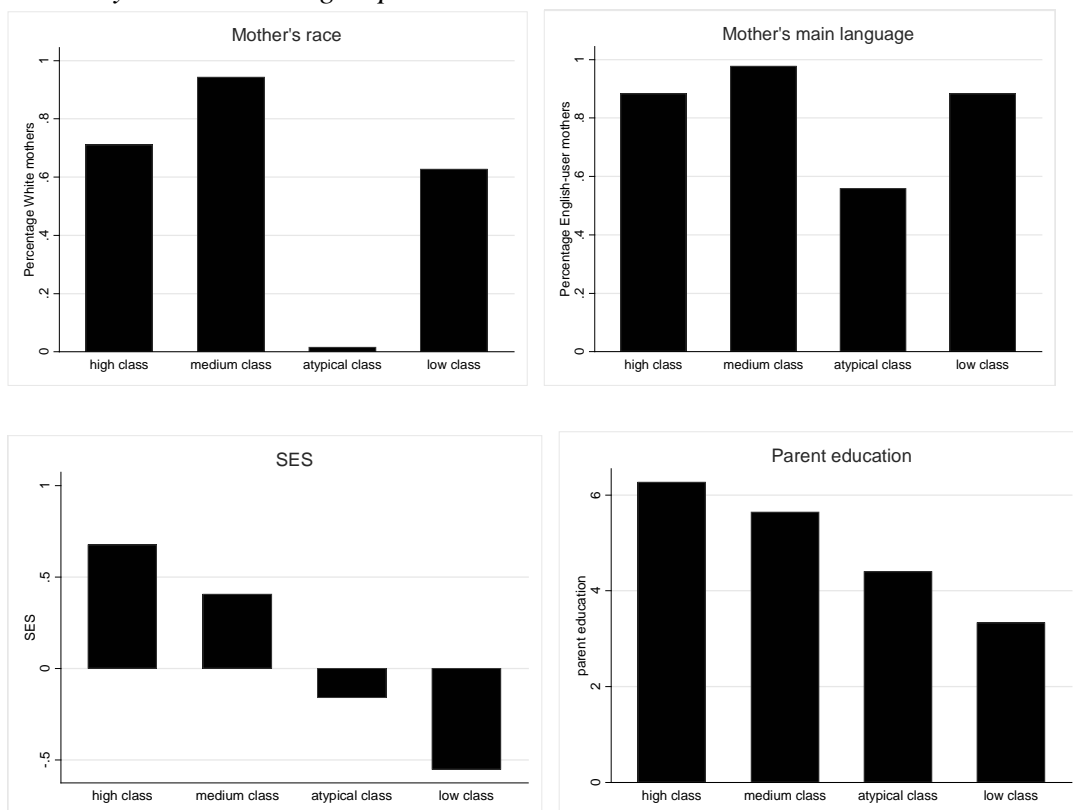 Mother's race
Percentage White mothers
1
.8
.6
.4
.2
0
high class medium class atypical class low class
Mother's main language
Percentage English-user mothers
1
.8
.6
.4
.2
0
high class medium class atypical class low class
SES
SES
1
.5
0
-.5
high class medium class atypical class low class
Parent education
parent education
6
4
2
0
high class medium class atypical class low class